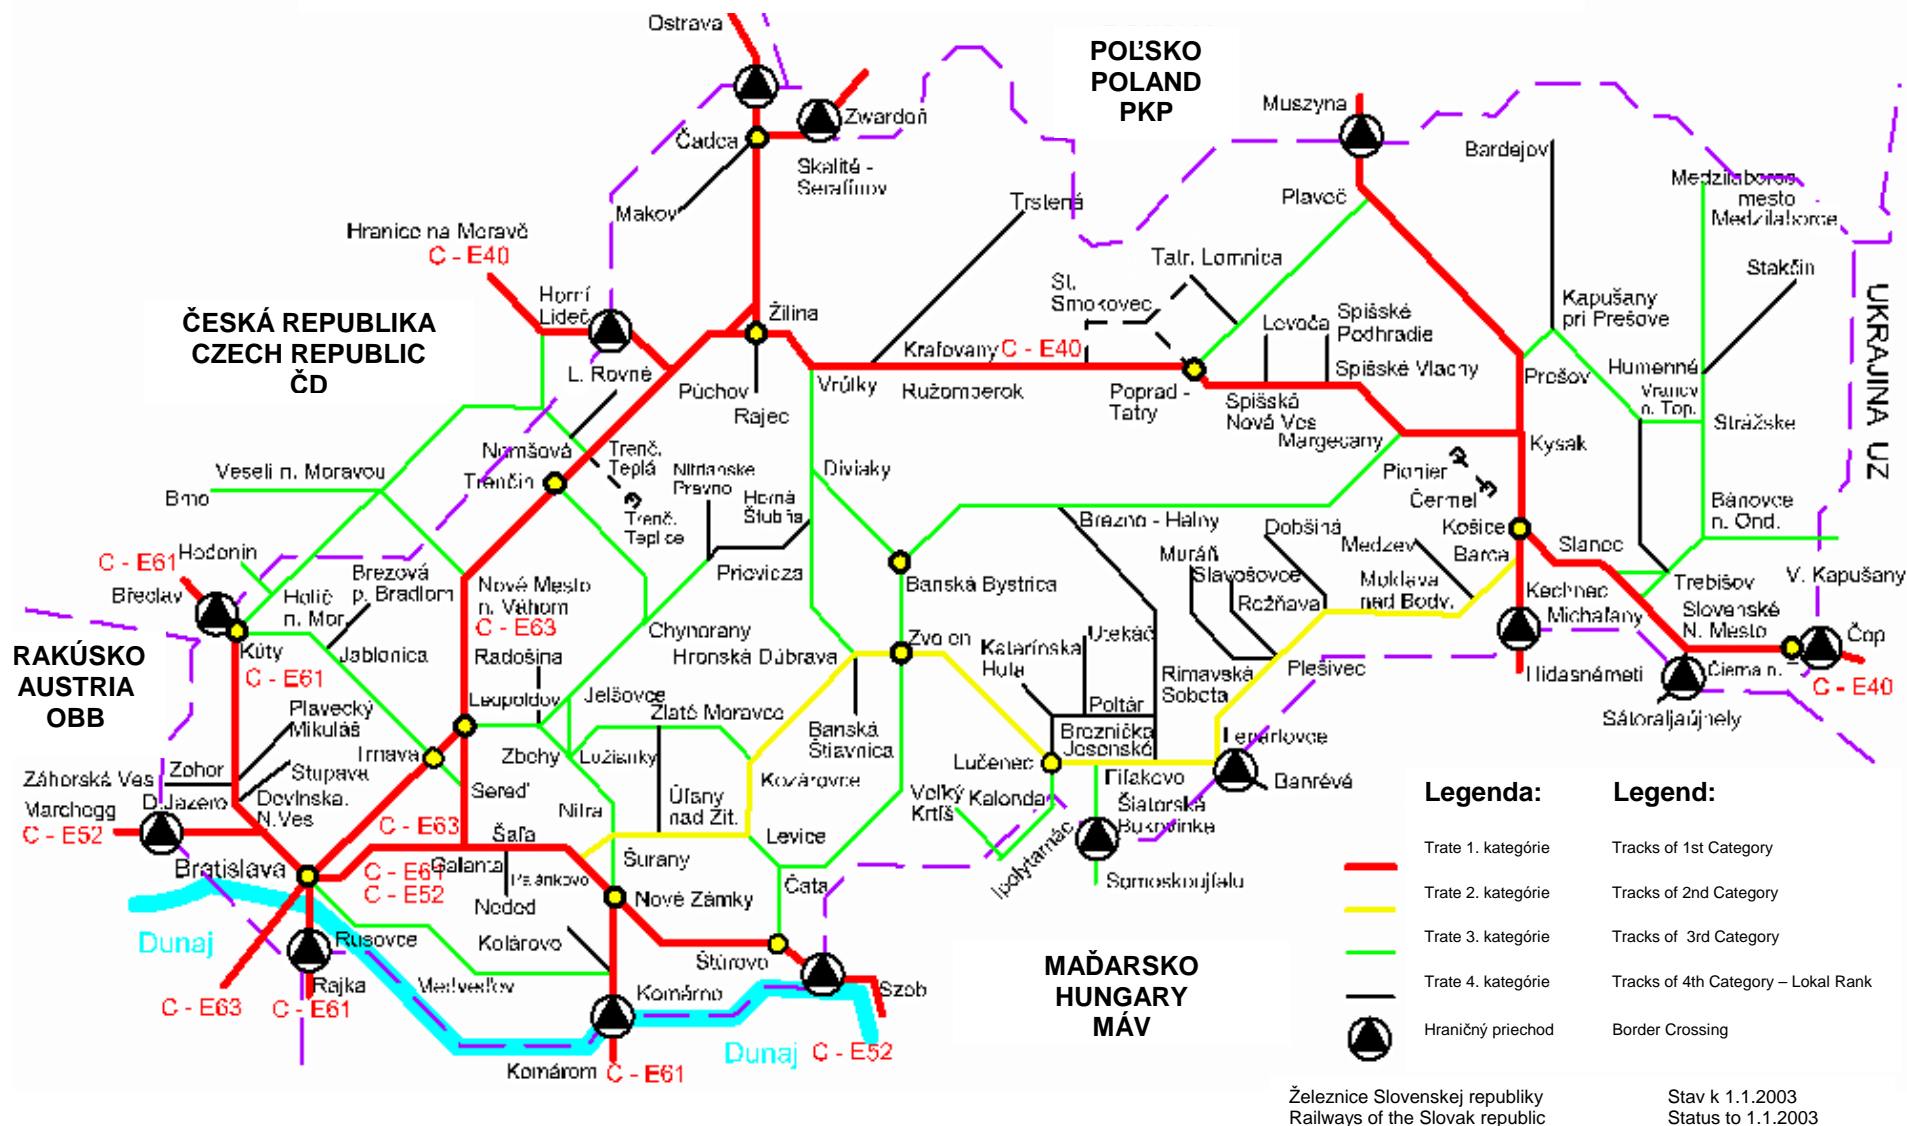 Ostrava
POĽSKO
POLAND
PKP
Muszyna
Zwardoń
Čadca
Skalité -
Serafínov
Bardejov
Medzilaborce
mesto
Medzilaborce
Makov
Trstená
Plaveč
Hranice na Moravě
C - E40
Tatr. Lomnica
Stakčín
St.
Smokovec
Horní
Lideč
Žilina
Levoča
Spišské
Podhradie
Kapušany
pri Prešove
ČESKÁ REPUBLIKA
CZECH REPUBLIC
ČD
UKRAJINA UZ
Kraľovany
C - E40
L. Rovné
Púchov
Rajec
Vrútky
Ružomberok
Poprad -
Tatry
Spišské Vlachy
Prešov
Humenné
Vranov
n. Top.
Spišská
Nová Ves
Margecany
Strážske
Nemšová
Trenč.
Teplá
Kysak
Veselí n. Moravou
Brno
Trenčín
Nitrianske
Pravno
Diviaky
Pionier
Čermeľ
Horná
Štubňa
Trenč.
Teplice
Bánovce
n. Ond.
Brezno - Halny
Dobšiná
Košice
Medzev
Barca
Slanec
Hodonín
C - E61
Břeclav
Brezová
p. Bradlom
Prievidza
Muráň
Slavošovce
Rožňava
Moldava
nad Bodv.
Trebišov
V. Kapušany
Holíč
n. Mor.
Nové Mesto
n. Váhom
C - E63
Banská Bystrica
Kechnec
Michaľany
Slovenské
N. Mesto
Kúty
Jablonica
Chynorany
Hronská Dúbrava
Zvolen
Katarínska
Huta
Utekáč
Čop
RAKÚSKO
AUSTRIA
OBB
C - E61
Radošina
Plešivec
Hidasnémeti
Čierna n.
C - E40
Leopoldov
Jelšovce
Zlaté Moravce
Rimavská
Sobota
Poltár
Sátoraljaújhely
Plavecký
Mikuláš
Banská
Štiavnica
Breznička
Jesenské
Lenartovce
Trnava
Zbehy
Lužianky
Lučenec
Zohor
Záhorská Ves
Stupava
Kozárovce
Fiľakovo
Banrévé
Marchegg
C - E52
D.Jazero
Devínska.
N.Ves
Sereď
Nitra
Úľany
nad Žit.
Veľký
Krtíš
Kalonda
Šiatorská
Bukovinka
Legenda:
Legend:
C - E63
Šaľa
Levice
Trate 1. kategórie
Tracks of 1st Category
Bratislava
Galanta
C - E61
C - E52
Šurany
Ipolytarnác
Trate 2. kategórie
Tracks of 2nd Category
Neded
Nové Zámky
Čata
Somoskoujfalu
Trate 3. kategórie
Tracks of 3rd Category
Dunaj
Rusovce
Kolárovo
Štúrovo
MAĎARSKO
HUNGARY
MÁV
Trate 4. kategórie
Tracks of 4th Category – Lokal Rank
C - E63
Rajka
C - E61
Medveďov
Komárno
Szob
Hraničný priechod
Border Crossing
Komárom
C - E61
Dunaj
C - E52
Železnice Slovenskej republiky
Stav k 1.1.2003
Railways of the Slovak republic
Status to 1.1.2003